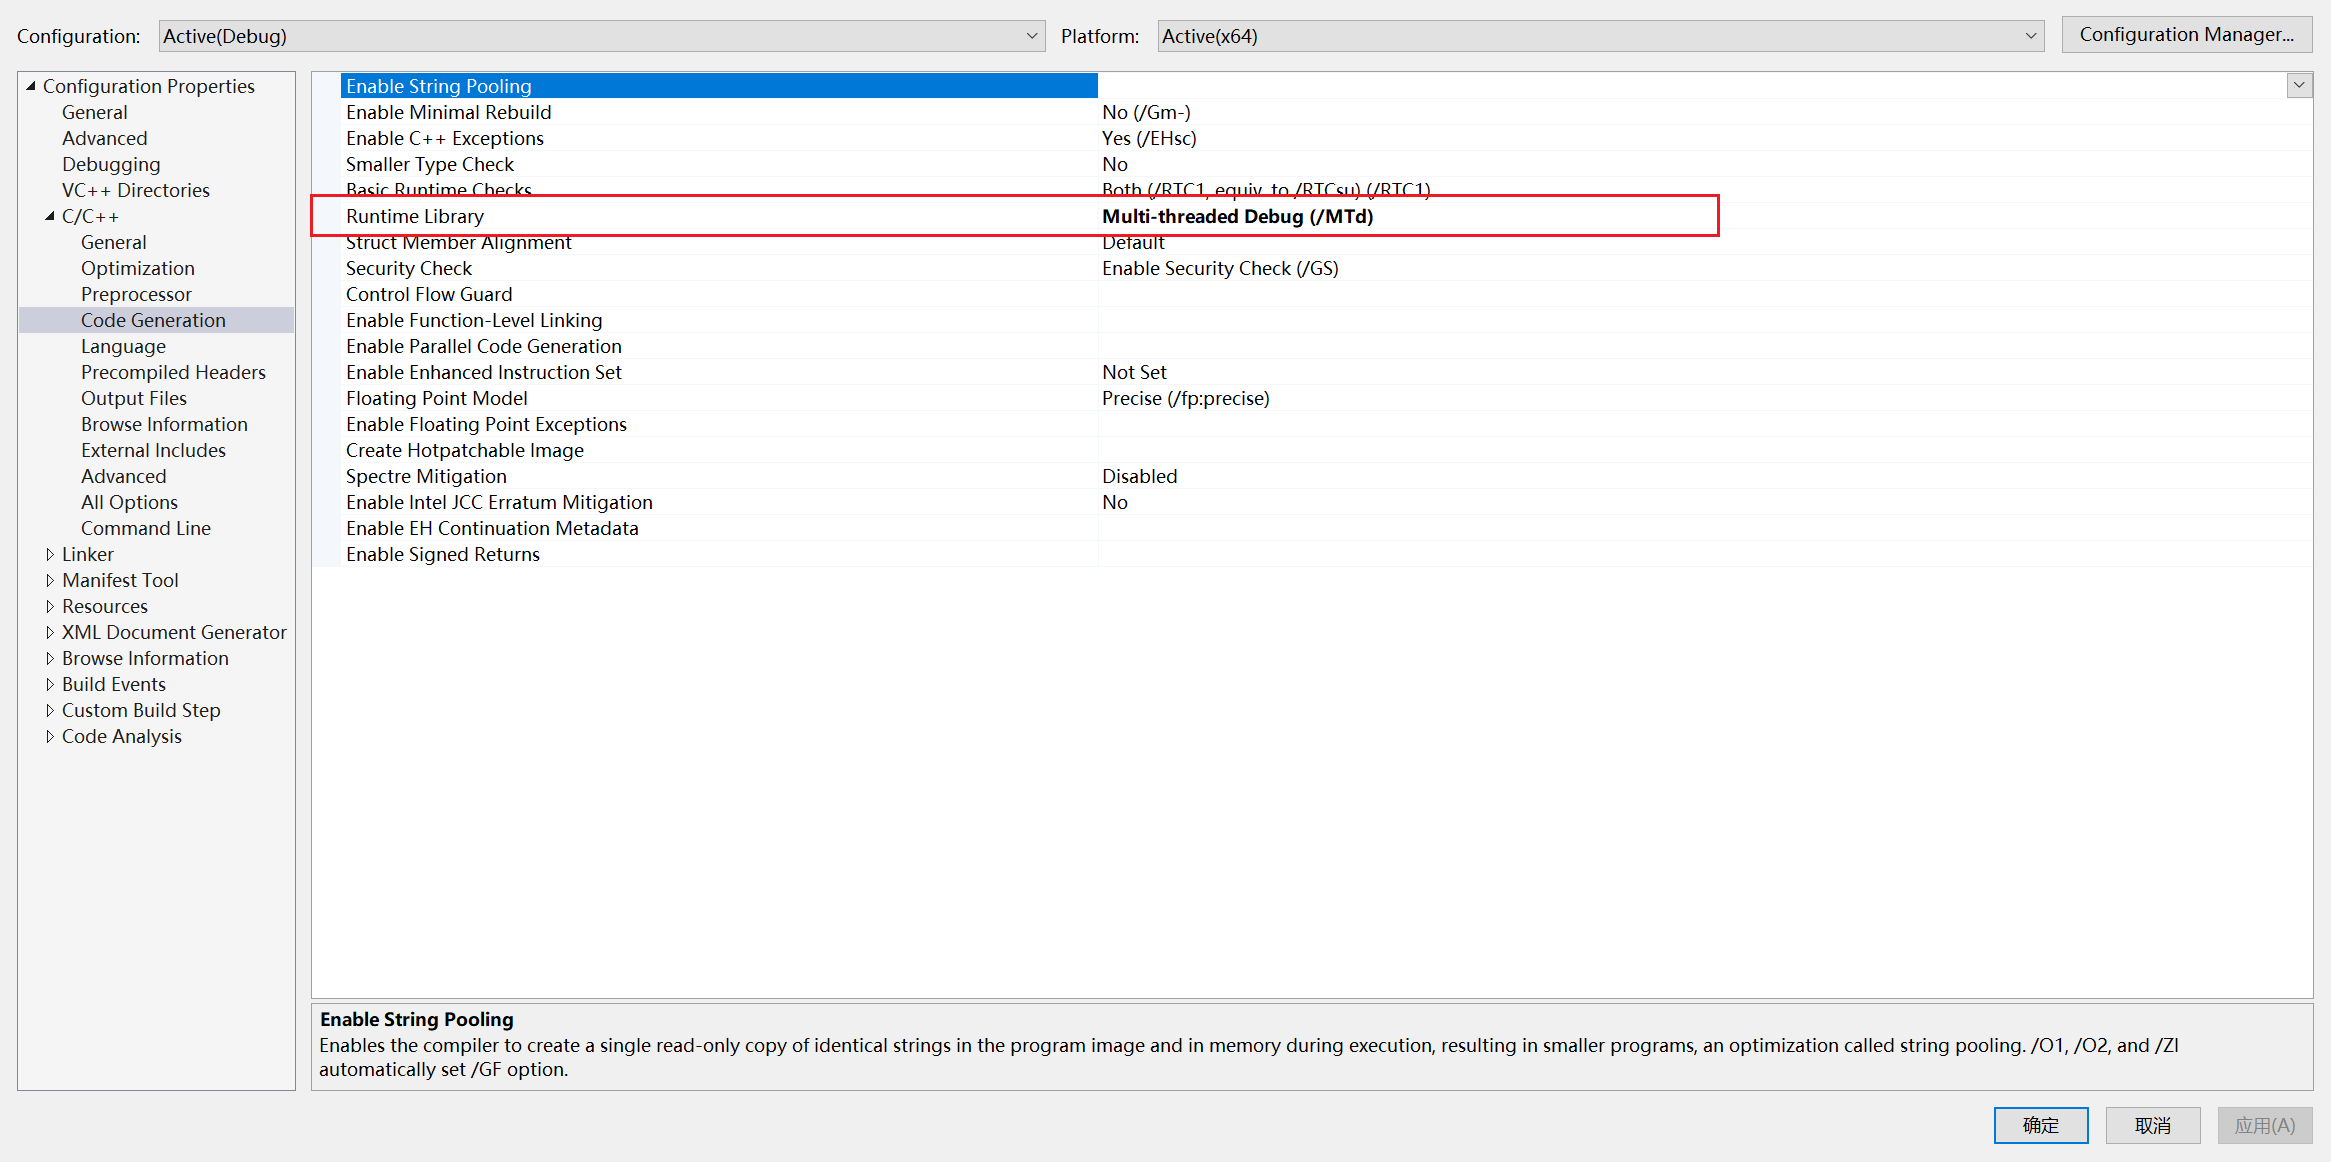 Configuration: Active(Debug) Platform: Active(x64) Configuration Manager...
Configuration Properties
General
Advanced
Debugging
VC++ Directories
C/C++
General
Optimization
Preprocessor
Code Generation
Language
Precompiled Headers
Output Files
Browse Information
External Includes
Advanced
All Options
Command Line
Linker
Manifest Tool
Resources
XML Document Generator
Browse Information
Build Events
Custom Build Step
Code Analysis
Enable String Pooling
Enable Minimal Rebuild No (/Gm-)
Enable C++ Exceptions Yes (/EHsc)
Smaller Type Check No
Basic Runtime Checks Both (/RTC1, equiv. to /RTCsu) (/RTC1)
Runtime Library Multi-threaded Debug (/MTd)
Struct Member Alignment Default
Security Check Enable Security Check (/GS)
Control Flow Guard
Enable Function-Level Linking
Enable Parallel Code Generation
Enable Enhanced Instruction Set Not Set
Floating Point Model Precise (/fp:precise)
Enable Floating Point Exceptions
Create Hotpatchable Image
Spectre Mitigation Disabled
Enable Intel JCC Erratum Mitigation No
Enable EH Continuation Metadata
Enable Signed Returns
Enable String Pooling
Enables the compiler to create a single read-only copy of identical strings in the program image and in memory during execution, resulting in smaller programs, an optimization called string pooling. /O1, /O2, and /ZI
automatically set /GF option.
确定 取消 应用(A)